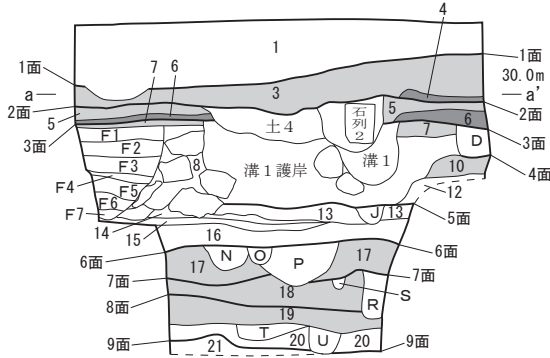 4
1
1面
7
6
1面
30.0m
a
3
a'
2面
5
2面
土4
石列2
5
6
3面
F1
7
3面
F2
D
F3
8
溝1護岸
溝1
4面
F4
10
F5
12
F6
F7
13
J
13
5面
14
15
16
6面
N
O
P
6面
17
17
7面
7面
18
S
8面
R
19
T
9面
21
20
U
20
9面